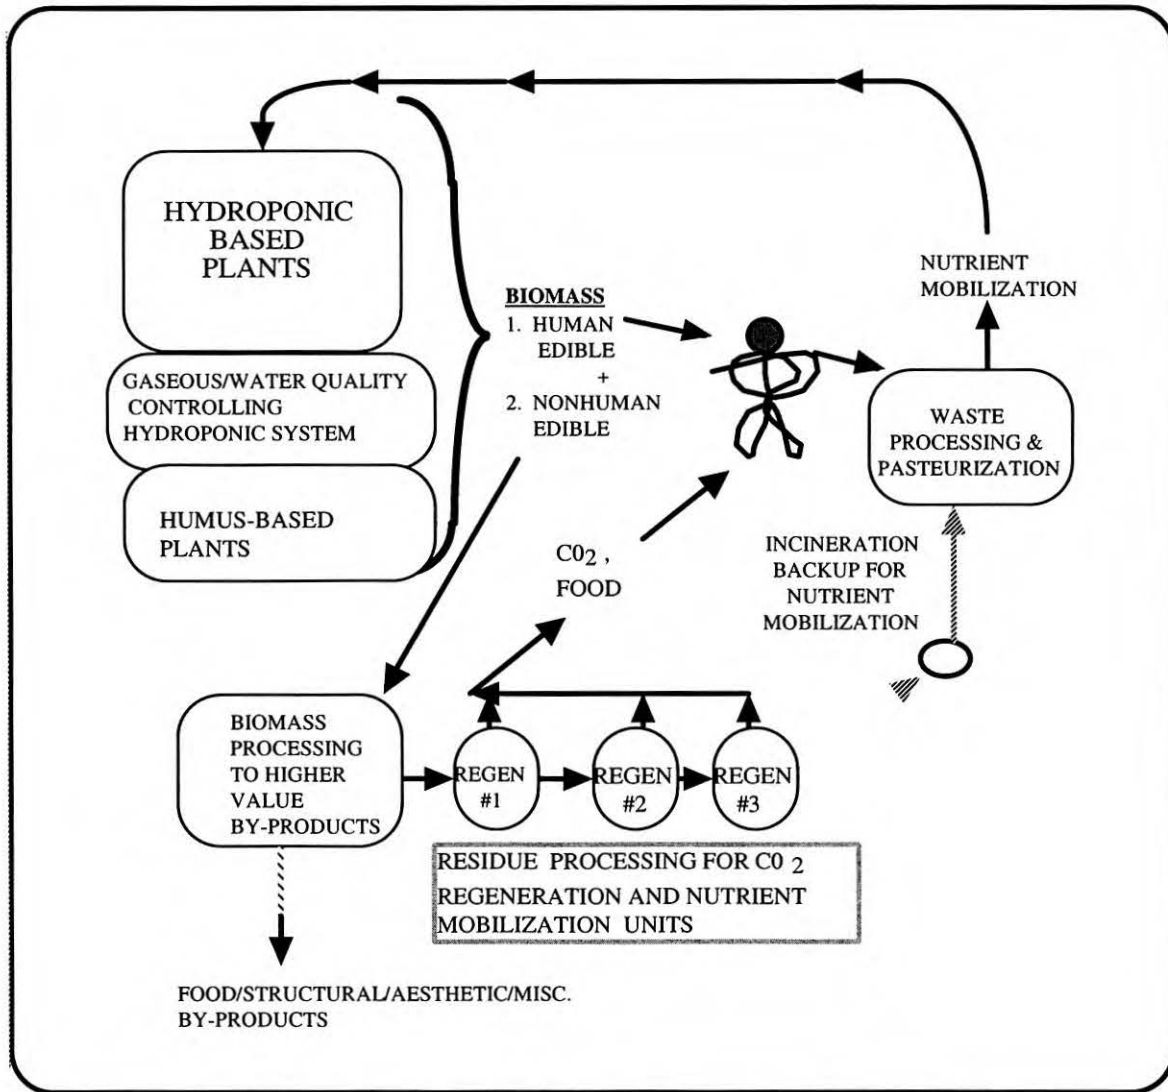 HYDROPONIC
BASED
PLANTS
GASEOUS/WATER QUALITY
CONTROLLING
HYDROPONIC SYSTEM
HUMUS-BASED
PLANTS
BIOMASS
1. HUMAN
EDIBLE
+
2. NONHUMAN
EDIBLE
NUTRIENT
MOBILIZATION
WASTE
PROCESSING &
PASTEURIZATION
INCINERATION
BACKUP FOR
NUTRIENT
MOBILIZATION
C0₂ ,
FOOD
BIOMASS
PROCESSING
TO HIGHER
VALUE
BY-PRODUCTS
REGEN
#1
REGEN
#2
REGEN
#3
RESIDUE PROCESSING FOR C0 ₂
REGENERATION AND NUTRIENT
MOBILIZATION UNITS
FOOD/STRUCTURAL/AESTHETIC/MISC.
BY-PRODUCTS